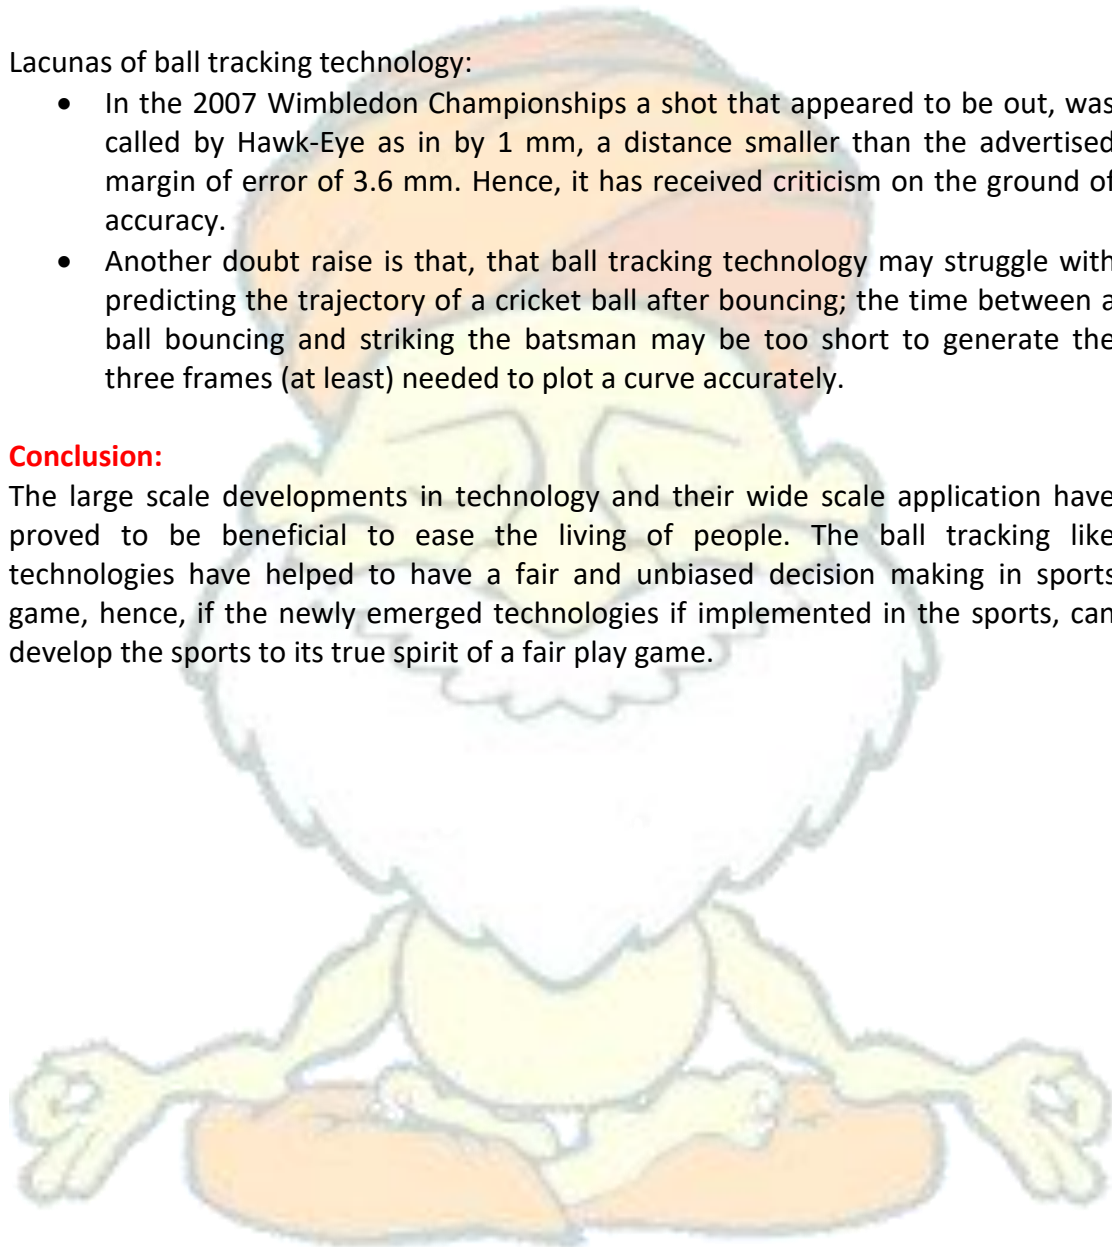 Lacunas of ball tracking technology:
• In the 2007 Wimbledon Championships a shot that appeared to be out, was
called by Hawk-Eye as in by 1 mm, a distance smaller than the advertised
margin of error of 3.6 mm. Hence, it has received criticism on the ground of
accuracy.
• Another doubt raise is that, that ball tracking technology may struggle with
predicting the trajectory of a cricket ball after bouncing; the time between a
ball bouncing and striking the batsman may be too short to generate the
three frames (at least) needed to plot a curve accurately.
Conclusion:
The large scale developments in technology and their wide scale application have
proved to be beneficial to ease the living of people. The ball tracking like
technologies have helped to have a fair and unbiased decision making in sports
game, hence, if the newly emerged technologies if implemented in the sports, can
develop the sports to its true spirit of a fair play game.